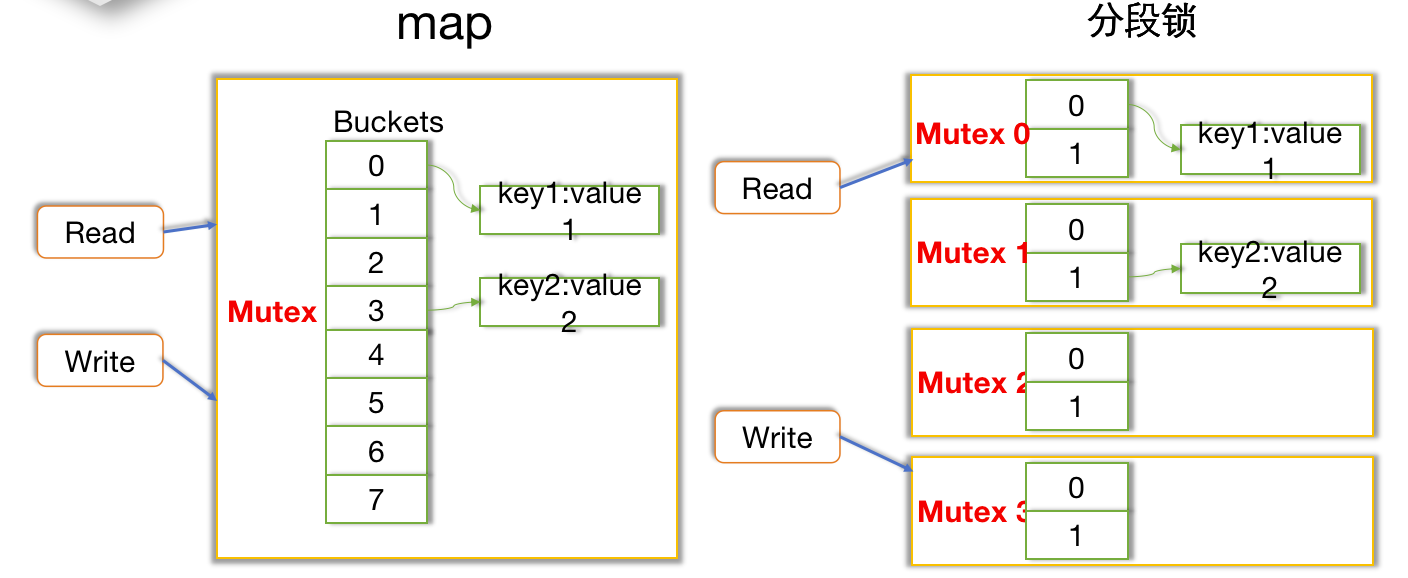 map
Buckets
0
1
2
3
4
5
6
7
Mutex
key1:value
1
key2:value
2
Read
Write
分段锁
Read
Write
Mutex 0
0
1
key1:value
1
Mutex 1
0
1
key2:value
2
Mutex 2
0
1
Mutex 3
0
1